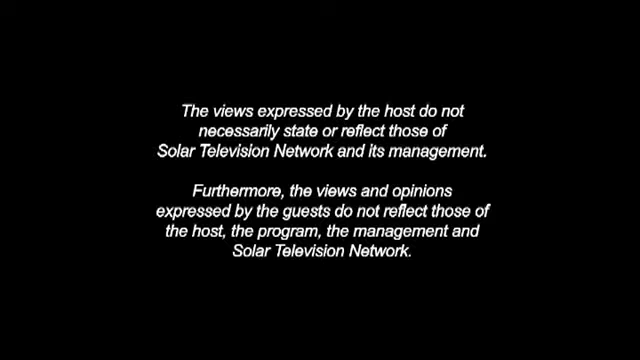 The views expressed by the host do not
necessarily state or reflect those of
Solar Television Network and its management.
Furthermore, the views and opinions
expressed by the guests do not reflect those of
the host, the program, the management and
Solar Television Network.